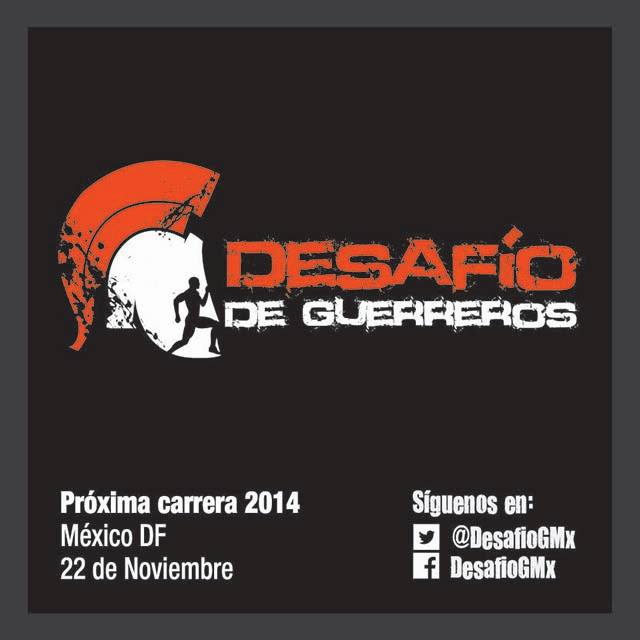 DESAFÍO
DE GUERREROS
Próxima carrera 2014
México DF
22 de Noviembre
Síguenos en:
@DesafioGMx
DesafioGMx